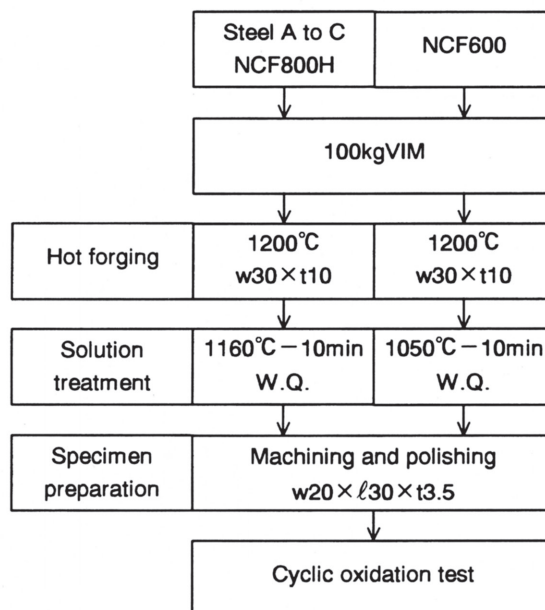 Steel A to C
NCF800H
NCF600
100kgVIM
Hot forging
1200℃
w30×t10
1200℃
w30×t10
Solution
treatment
1160℃−10min
W.Q.
1050℃−10min
W.Q.
Specimen
preparation
Machining and polishing
w20×ℓ30×t3.5
Cyclic oxidation test